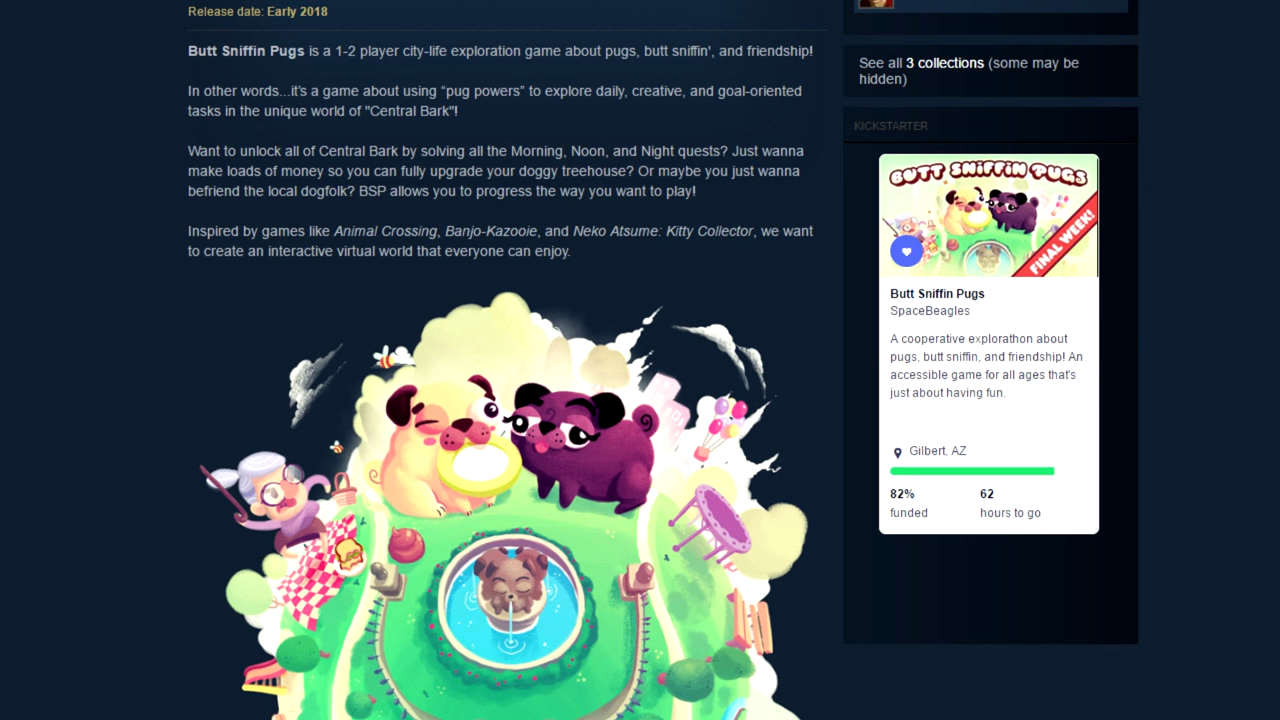 Release date: Early 2018
Butt Sniffin Pugs is a 1-2 player city-life exploration game about pugs, butt sniffin', and friendship!
In other words...it's a game about using “pug powers” to explore daily, creative, and goal-oriented
tasks in the unique world of "Central Bark"!
Want to unlock all of Central Bark by solving all the Morning, Noon, and Night quests? Just wanna
make loads of money so you can fully upgrade your doggy treehouse? Or maybe you just wanna
befriend the local dogfolk? BSP allows you to progress the way you want to play!
Inspired by games like Animal Crossing, Banjo-Kazooie, and Neko Atsume: Kitty Collector, we want
to create an interactive virtual world that everyone can enjoy.
See all 3 collections (some may be
hidden)
KICKSTARTER
BUTT SNIFFIN PUGS
FINAL WEEK!
Butt Sniffin Pugs
SpaceBeagles
A cooperative explorathon about
pugs, butt sniffin, and friendship! An
accessible game for all ages that's
just about having fun.
Gilbert, AZ
82%
funded
62
hours to go